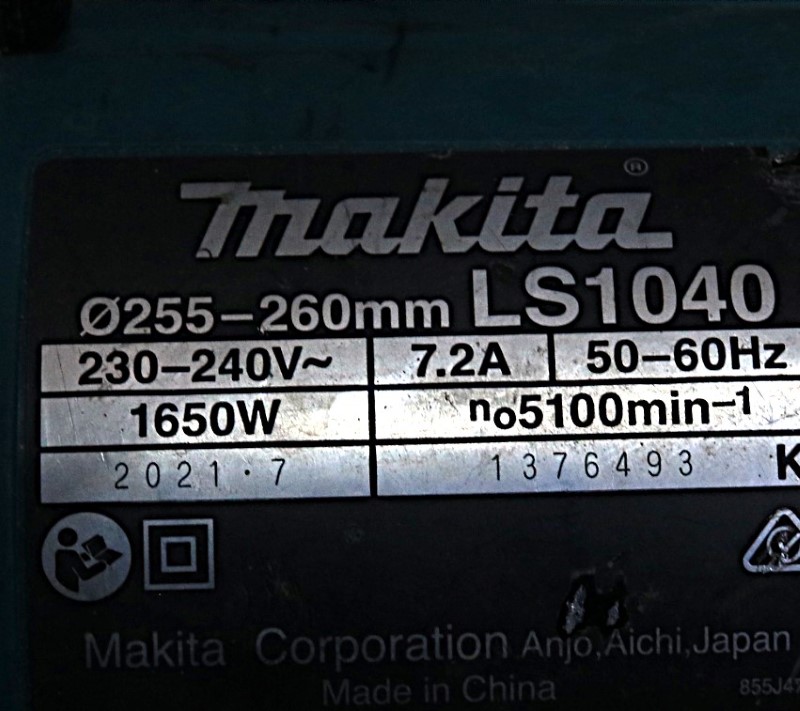 makita®
Ø255–260mm LS1040
230–240V~ 7.2A 50–60Hz
1650W no5100min–1
2021·7 1376493 K
Makita Corporation Anjo,Aichi,Japan
Made in China